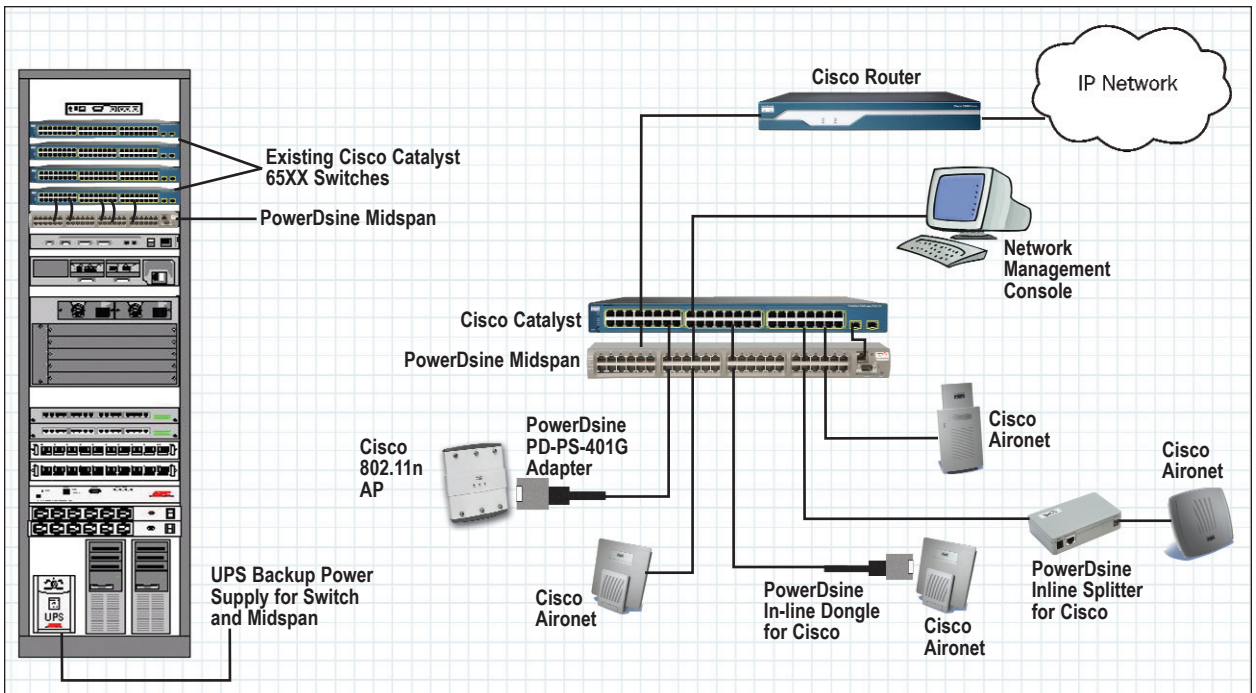 Cisco Router
IP Network
Existing Cisco Catalyst
65XX Switches
PowerDsine Midspan
Network
Management
Console
Cisco Catalyst
PowerDsine Midspan
Cisco
802.11n
AP
PowerDsine
PD-PS-401G
Adapter
Cisco
Aironet
Cisco
Aironet
UPS
UPS Backup Power
Supply for Switch
and Midspan
Cisco
Aironet
PowerDsine
In-line Dongle
for Cisco
Cisco
Aironet
PowerDsine
Inline Splitter
for Cisco